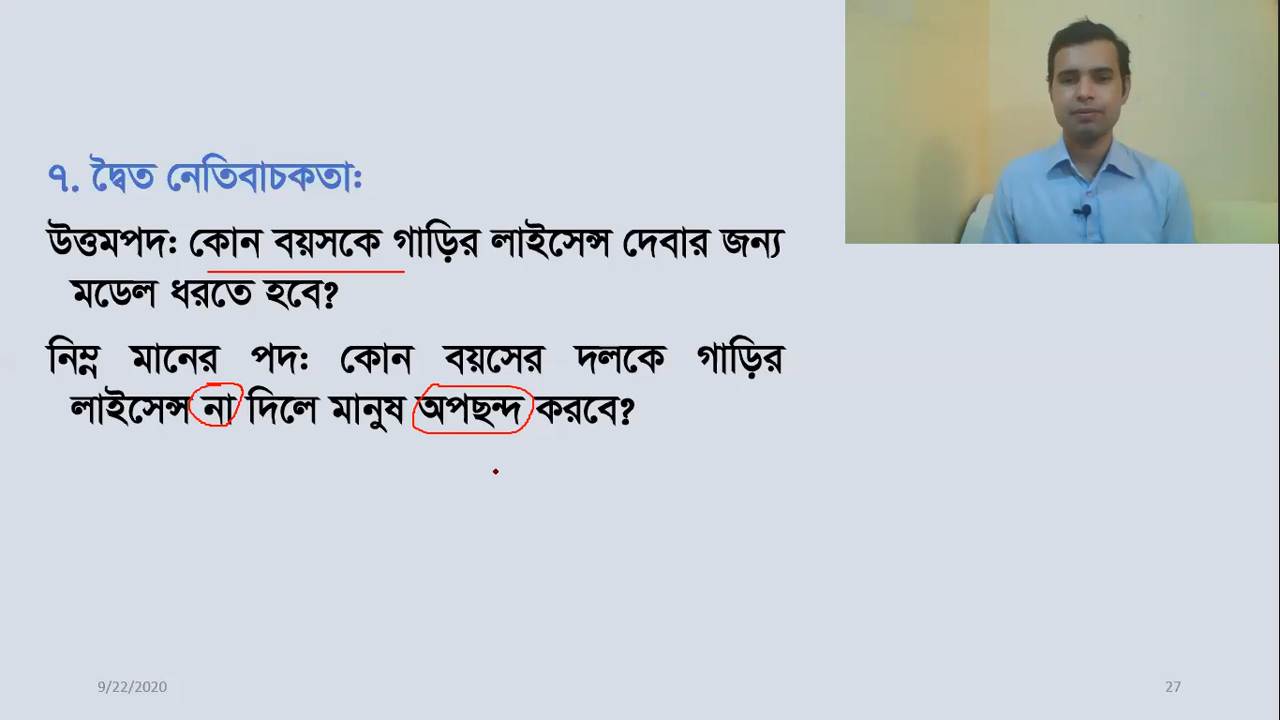 ৭. দ্বৈত নেতিবাচকতা:
উত্তমপদ: কোন বয়সকে গাড়ির লাইসেন্স দেবার জন্য
মডেল ধরতে হবে?
নিম্ন মানের পদ: কোন বয়সের দলকে গাড়ির
লাইসেন্স না দিলে মানুষ অপছন্দ করবে?
9/22/2020
27